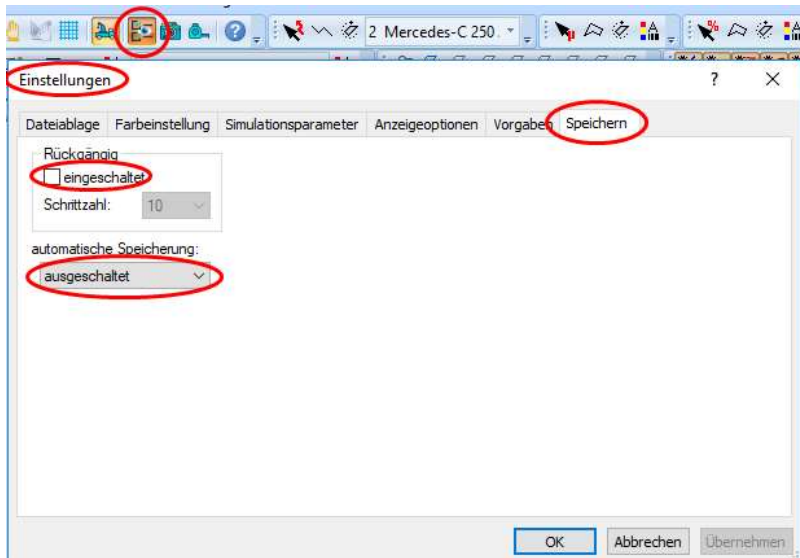 2 Mercedes-C 250.
Einstellungen
?
Dateiablage Farbeinstellung Simulationsparameter Anzeigeoptionen Vorgaben Speichern
Rückgängig
eingeschaltet
Schrittzahl: 10
automatische Speicherung:
ausgeschaltet
OK Abbrechen Übernehmen